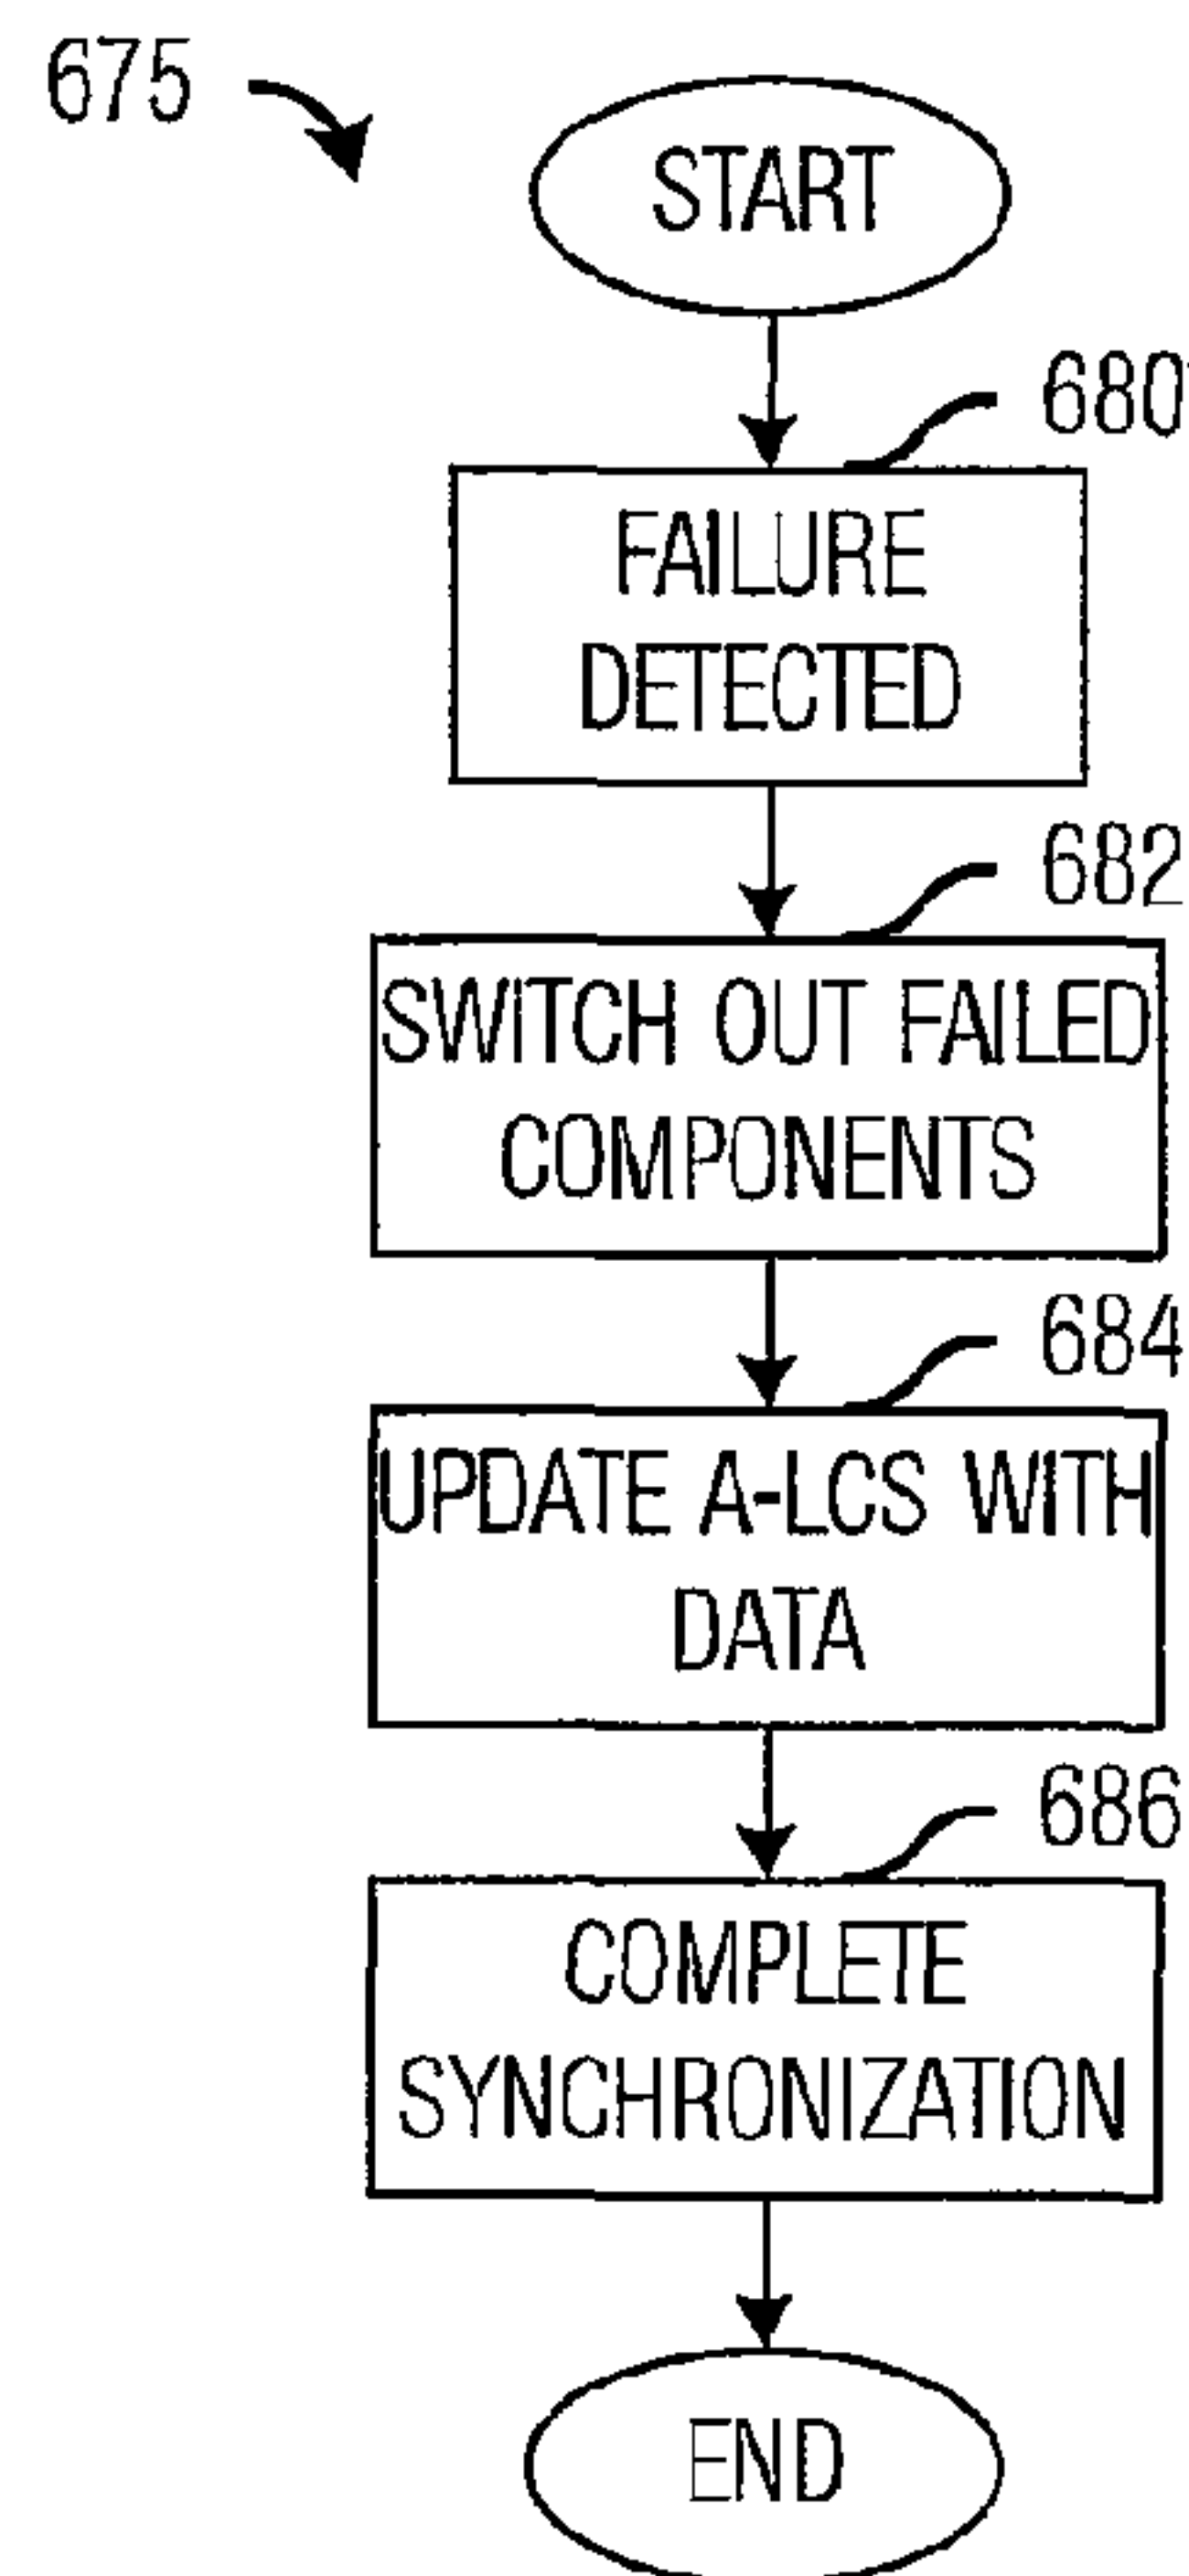 675
START
680
FAILURE
DETECTED
682
SWITCH OUT FAILED
COMPONENTS
684
UPDATE A-LCS WITH
DATA
686
COMPLETE
SYNCHRONIZATION
END